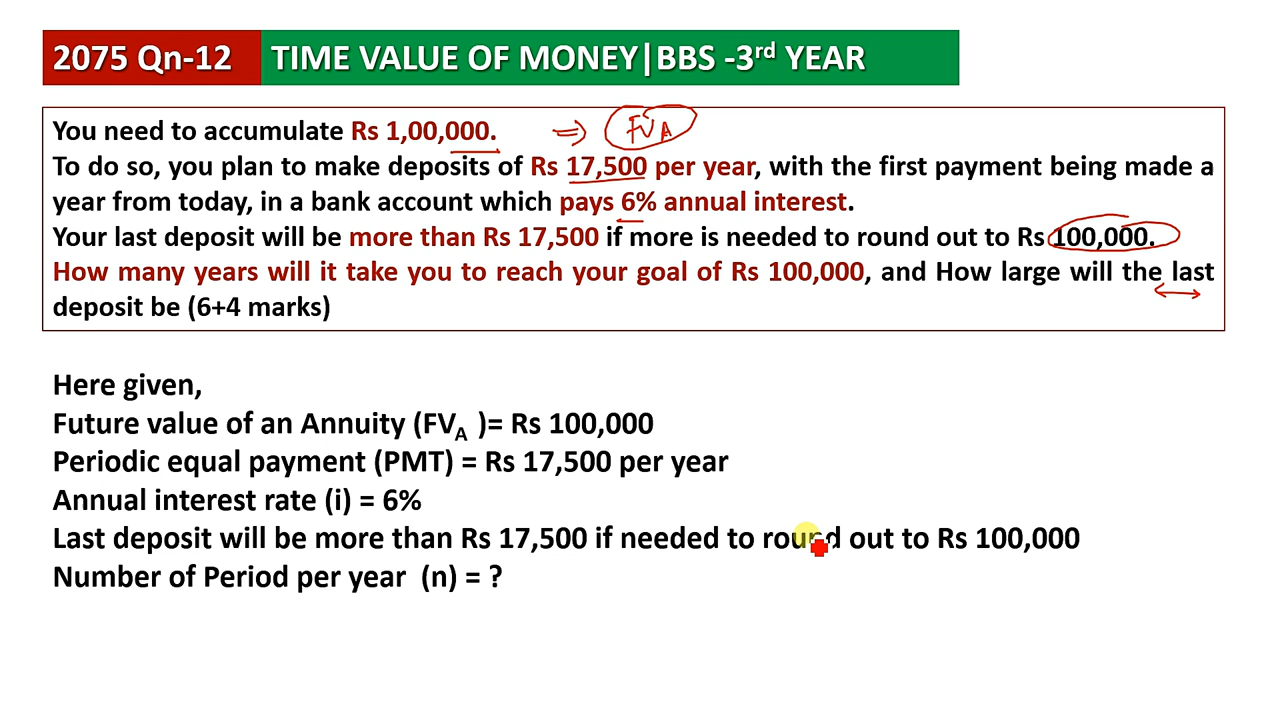 2075 Qn-12 TIME VALUE OF MONEY|BBS -3rd YEAR
You need to accumulate Rs 1,00,000. ⇒ FVA
To do so, you plan to make deposits of Rs 17,500 per year, with the first payment being made a
year from today, in a bank account which pays 6% annual interest.
Your last deposit will be more than Rs 17,500 if more is needed to round out to Rs 100,000.
How many years will it take you to reach your goal of Rs 100,000, and How large will the last
deposit be (6+4 marks)
Here given,
Future value of an Annuity (FVA )= Rs 100,000
Periodic equal payment (PMT) = Rs 17,500 per year
Annual interest rate (i) = 6%
Last deposit will be more than Rs 17,500 if needed to round out to Rs 100,000
Number of Period per year (n) = ?